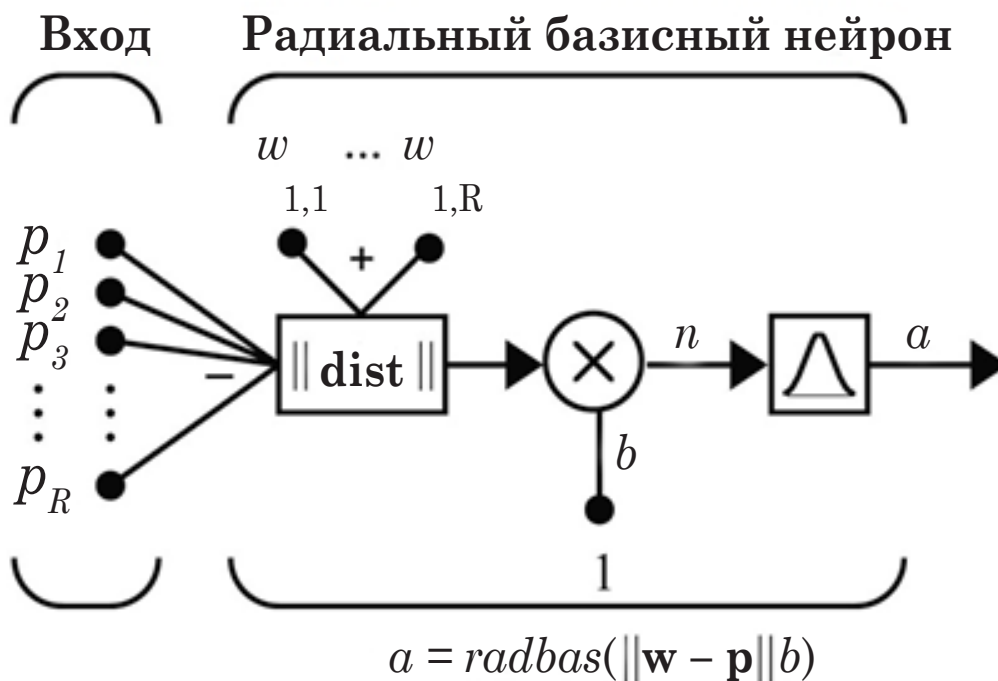 Вход Радиальный базисный нейрон
w ... w
1,1 1,R
p1
+
p2
p3
−
|| dist ||
×
n
a
b
pR
1
a = radbas(||w – p||b)